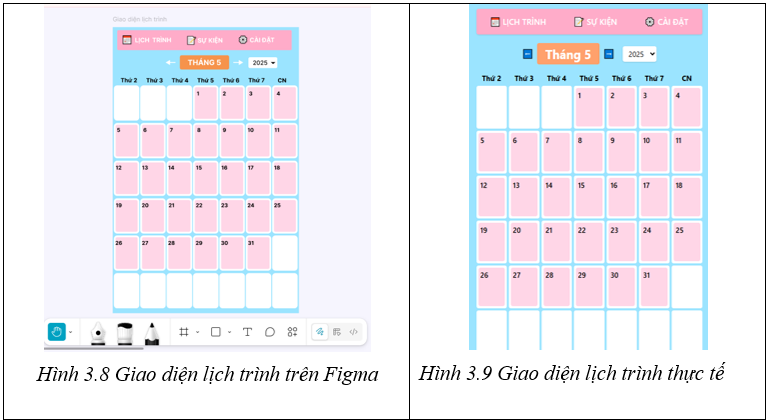 Giao diện lịch trình
LỊCH TRÌNH SỰ KIỆN CÀI ĐẶT
THÁNG 5 2025
Thứ 2 Thứ 3 Thứ 4 Thứ 5 Thứ 6 Thứ 7 CN
1 2 3 4
5 6 7 8 9 10 11
12 13 14 15 16 17 18
19 20 21 22 23 24 25
26 27 28 29 30 31
Hình 3.8 Giao diện lịch trình trên Figma
LỊCH TRÌNH SỰ KIỆN CÀI ĐẶT
Tháng 5 2025
Thứ 2 Thứ 3 Thứ 4 Thứ 5 Thứ 6 Thứ 7 CN
1 2 3 4
5 6 7 8 9 10 11
12 13 14 15 16 17 18
19 20 21 22 23 24 25
26 27 28 29 30 31
Hình 3.9 Giao diện lịch trình thực tế